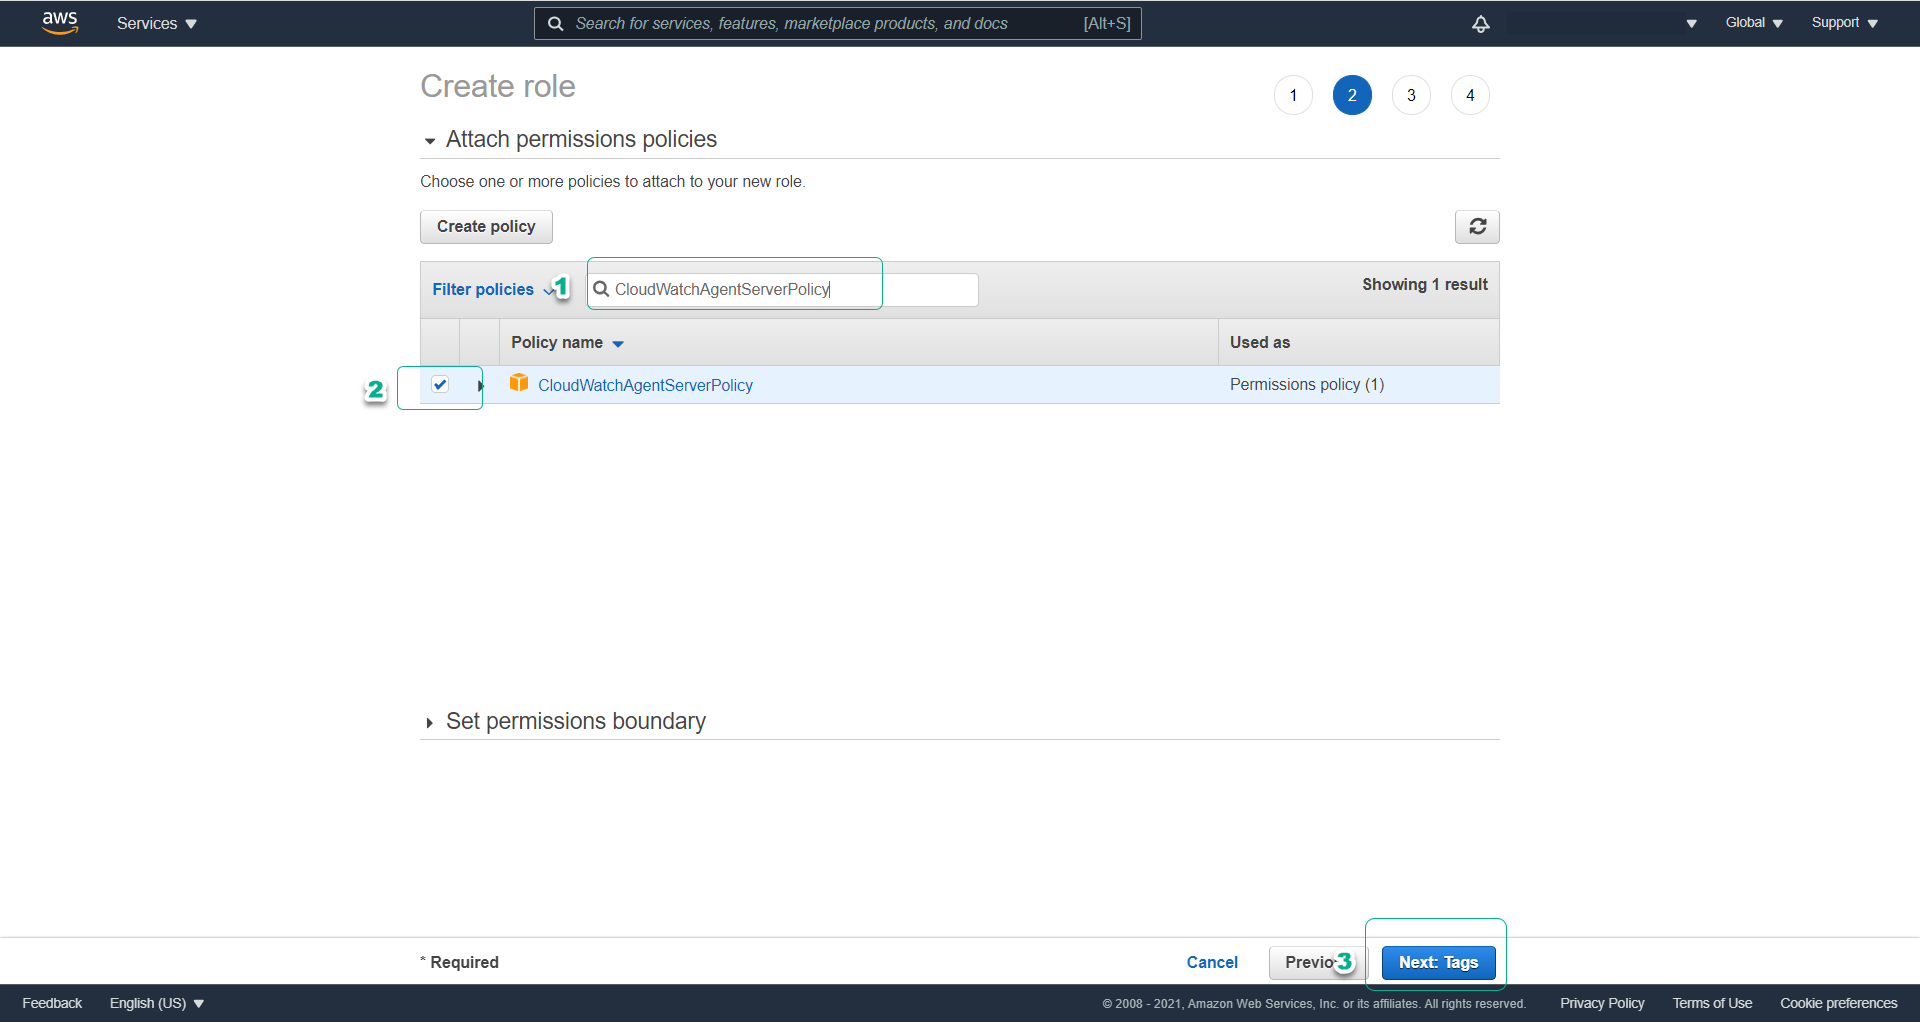 aws Services Search for services, features, marketplace products, and docs [Alt+S] Global Support
Create role 1 2 3 4
Attach permissions policies
Choose one or more policies to attach to your new role.
Create policy
Filter policies 1 CloudWatchAgentServerPolicy Showing 1 result
Policy name Used as
2 CloudWatchAgentServerPolicy Permissions policy (1)
Set permissions boundary
* Required Cancel Previo 3 Next: Tags
Feedback English (US) © 2008 - 2021, Amazon Web Services, Inc. or its affiliates. All rights reserved. Privacy Policy Terms of Use Cookie preferences